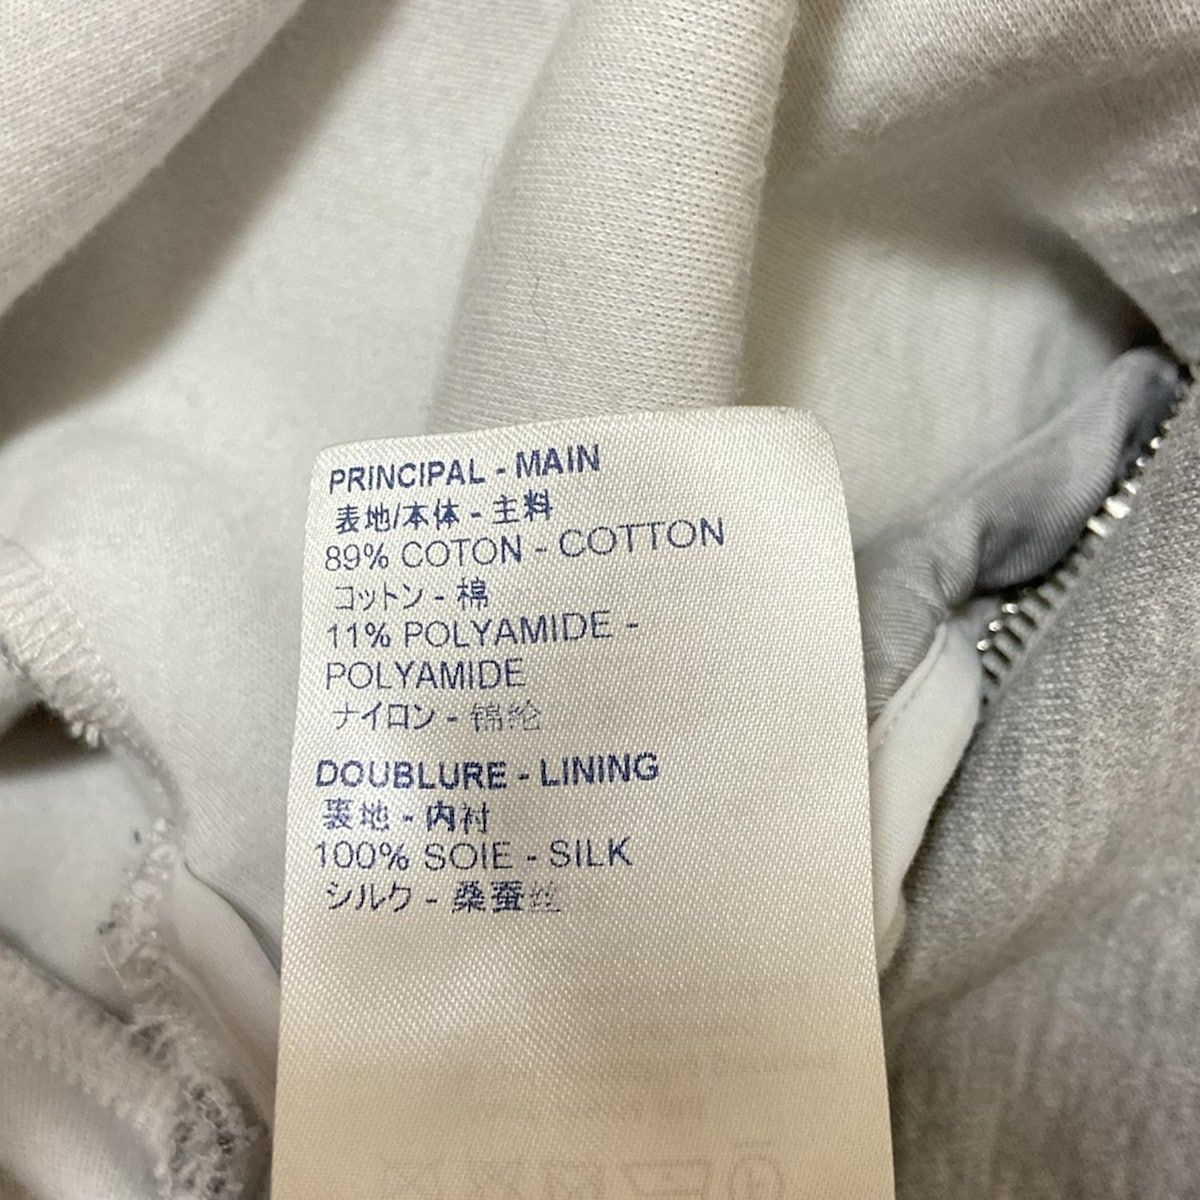 PRINCIPAL - MAIN
表地/本体 - 主料
89% COTON - COTTON
コットン - 棉
11% POLYAMIDE -
POLYAMIDE
ナイロン - 锦纶
DOUBLURE - LINING
裏地 - 内衬
100% SOIE - SILK
シルク - 桑蚕丝